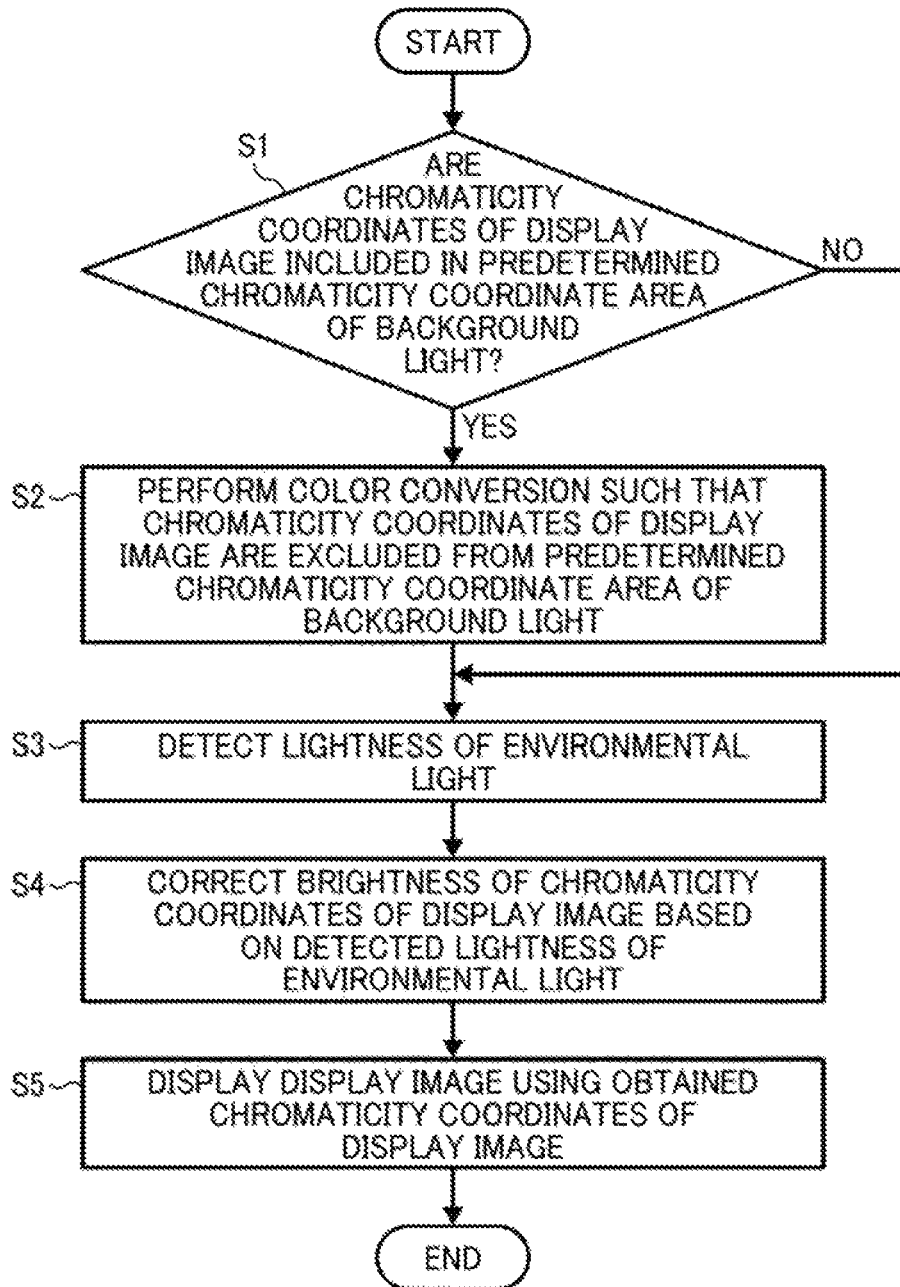 START
S1
ARE
CHROMATICITY
COORDINATES OF DISPLAY
IMAGE INCLUDED IN PREDETERMINED
CHROMATICITY COORDINATE AREA
OF BACKGROUND
LIGHT?
NO
YES
S2
PERFORM COLOR CONVERSION SUCH THAT
CHROMATICITY COORDINATES OF DISPLAY
IMAGE ARE EXCLUDED FROM PREDETERMINED
CHROMATICITY COORDINATE AREA OF
BACKGROUND LIGHT
S3
DETECT LIGHTNESS OF ENVIRONMENTAL
LIGHT
S4
CORRECT BRIGHTNESS OF CHROMATICITY
COORDINATES OF DISPLAY IMAGE BASED
ON DETECTED LIGHTNESS OF
ENVIRONMENTAL LIGHT
S5
DISPLAY DISPLAY IMAGE USING OBTAINED
CHROMATICITY COORDINATES OF
DISPLAY IMAGE
END